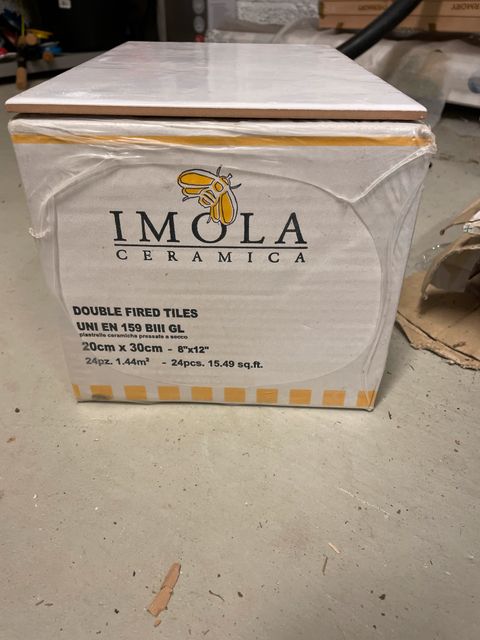 IMOLA
CERAMICA
DOUBLE FIRED TILES
UNI EN 159 BIII GL
piastrelle ceramiche pressate a secco
20cm x 30cm - 8"x12"
24pz. 1.44m² - 24pcs. 15.49 sq.ft.